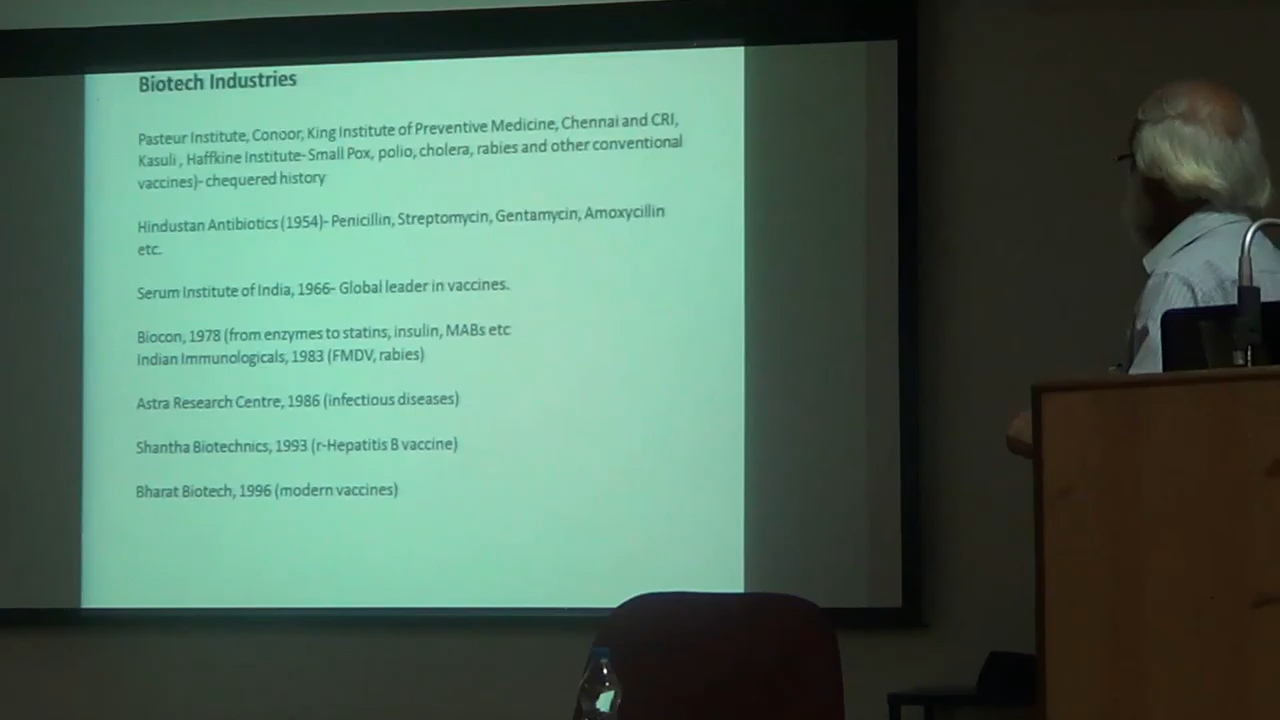 Biotech Industries
Pasteur Institute, Conoor, King Institute of Preventive Medicine, Chennai and CRI,
Kasuli , Haffkine Institute-Small Pox, polio, cholera, rabies and other conventional
vaccines)- chequered history
Hindustan Antibiotics (1954)- Penicillin, Streptomycin, Gentamycin, Amoxycillin
etc.
Serum Institute of India, 1966- Global leader in vaccines.
Biocon, 1978 (from enzymes to statins, insulin, MABs etc
Indian Immunologicals, 1983 (FMDV, rabies)
Astra Research Centre, 1986 (infectious diseases)
Shantha Biotechnics, 1993 (r-Hepatitis B vaccine)
Bharat Biotech, 1996 (modern vaccines)